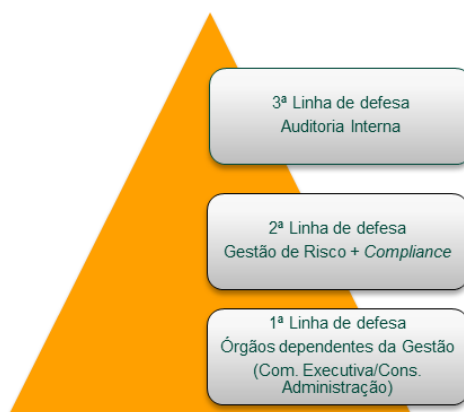 3ª Linha de defesa
Auditoria Interna
2ª Linha de defesa
Gestão de Risco + Compliance
1ª Linha de defesa
Órgãos dependentes da Gestão
(Com. Executiva/Cons.
Administração)